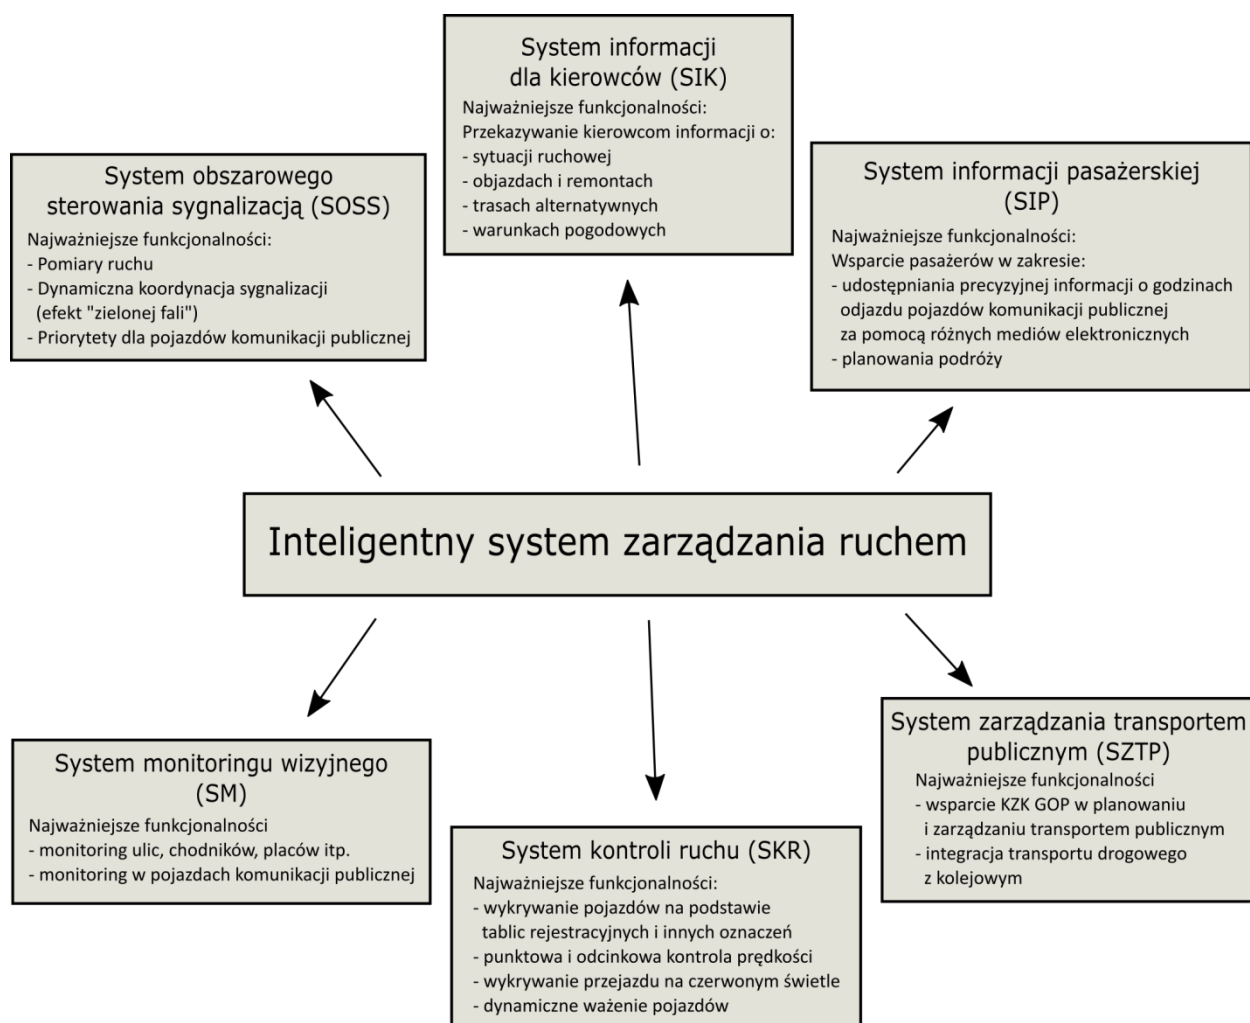 System informacji
dla kierowców (SIK)
Najważniejsze funkcjonalności:
Przekazywanie kierowcom informacji o:
- sytuacji ruchowej
- objazdach i remontach
- trasach alternatywnych
- warunkach pogodowych
System obszarowego
sterowania sygnalizacją (SOSS)
Najważniejsze funkcjonalności:
- Pomiary ruchu
- Dynamiczna koordynacja sygnalizacji
(efekt "zielonej fali")
- Priorytety dla pojazdów komunikacji publicznej
System informacji pasażerskiej
(SIP)
Najważniejsze funkcjonalności:
Wsparcie pasażerów w zakresie:
- udostępniania precyzyjnej informacji o godzinach
odjazdu pojazdów komunikacji publicznej
za pomocą różnych mediów elektronicznych
- planowania podróży
Inteligentny system zarządzania ruchem
System monitoringu wizyjnego
(SM)
Najważniejsze funkcjonalności
- monitoring ulic, chodników, placów itp.
- monitoring w pojazdach komunikacji publicznej
System kontroli ruchu (SKR)
Najważniejsze funkcjonalności:
- wykrywanie pojazdów na podstawie
tablic rejestracyjnych i innych oznaczeń
- punktowa i odcinkowa kontrola prędkości
- wykrywanie przejazdu na czerwonym świetle
- dynamiczne ważenie pojazdów
System zarządzania transportem
publicznym (SZTP)
Najważniejsze funkcjonalności
- wsparcie KZK GOP w planowaniu
i zarządzaniu transportem publicznym
- integracja transportu drogowego
z kolejowym